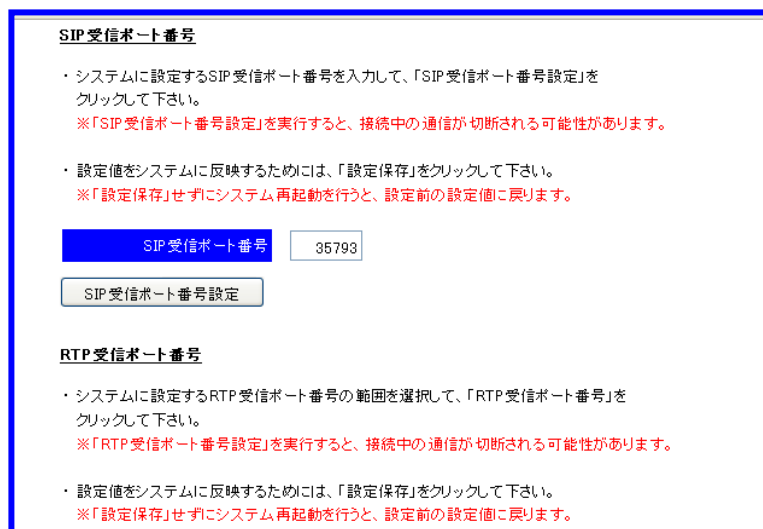 SIP受信ポート番号
・システムに設定するSIP受信ポート番号を入力して、「SIP受信ポート番号設定」を
クリックして下さい。
※「SIP受信ポート番号設定」を実行すると、接続中の通信が切断される可能性があります。
・設定値をシステムに反映するためには、「設定保存」をクリックして下さい。
※「設定保存」せずにシステム再起動を行うと、設定前の設定値に戻ります。
SIP受信ポート番号 35793
SIP受信ポート番号設定
RTP受信ポート番号
・システムに設定するRTP受信ポート番号の範囲を選択して、「RTP受信ポート番号」を
クリックして下さい。
※「RTP受信ポート番号設定」を実行すると、接続中の通信が切断される可能性があります。
・設定値をシステムに反映するためには、「設定保存」をクリックして下さい。
※「設定保存」せずにシステム再起動を行うと、設定前の設定値に戻ります。